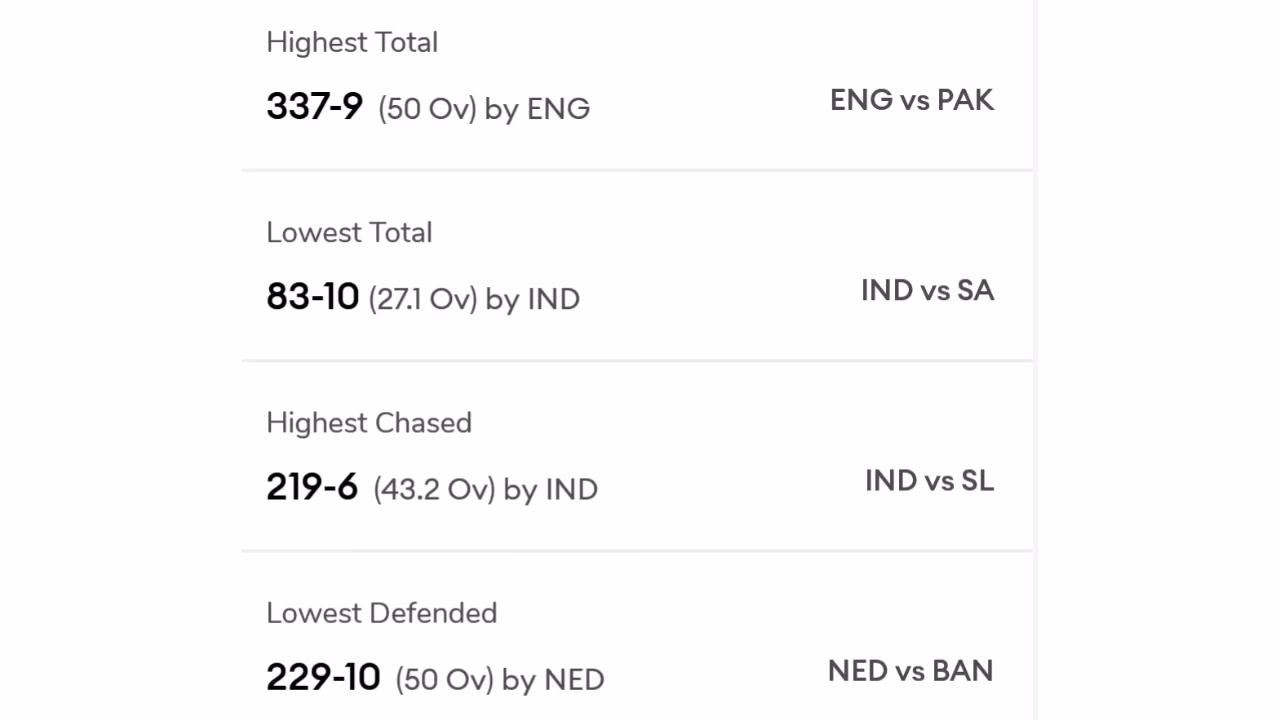 Highest Total
337-9 (50 Ov) by ENG
ENG vs PAK
Lowest Total
83-10 (27.1 Ov) by IND
IND vs SA
Highest Chased
219-6 (43.2 Ov) by IND
IND vs SL
Lowest Defended
229-10 (50 Ov) by NED
NED vs BAN